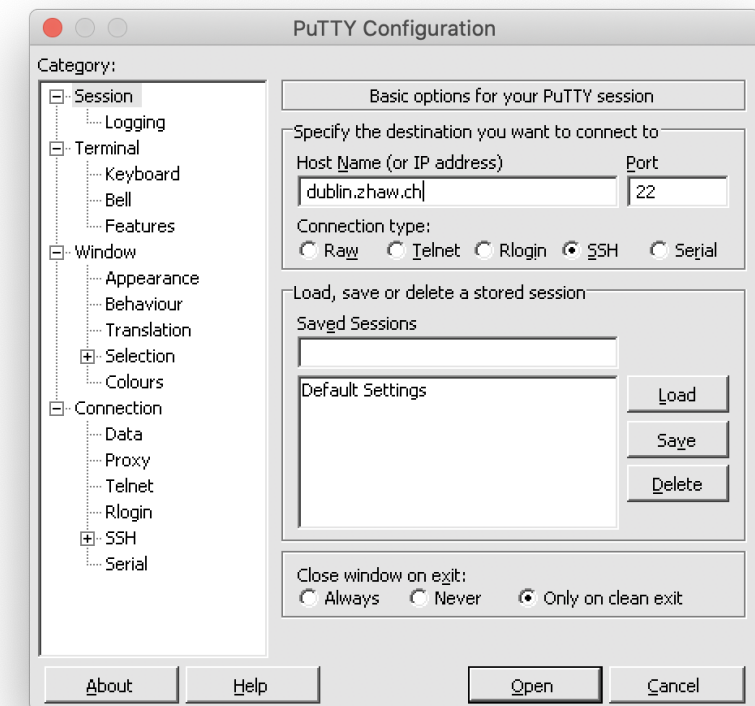 PuTTY Configuration
Category:
Session
Logging
Terminal
Keyboard
Bell
Features
Window
Appearance
Behaviour
Translation
Selection
Colours
Connection
Data
Proxy
Telnet
Rlogin
SSH
Serial
Basic options for your PuTTY session
Specify the destination you want to connect to
Host Name (or IP address) Port
dublin.zhaw.ch 22
Connection type:
Raw Telnet Rlogin SSH Serial
Load, save or delete a stored session
Saved Sessions
Default Settings
Load
Save
Delete
Close window on exit:
Always Never Only on clean exit
About Help Open Cancel